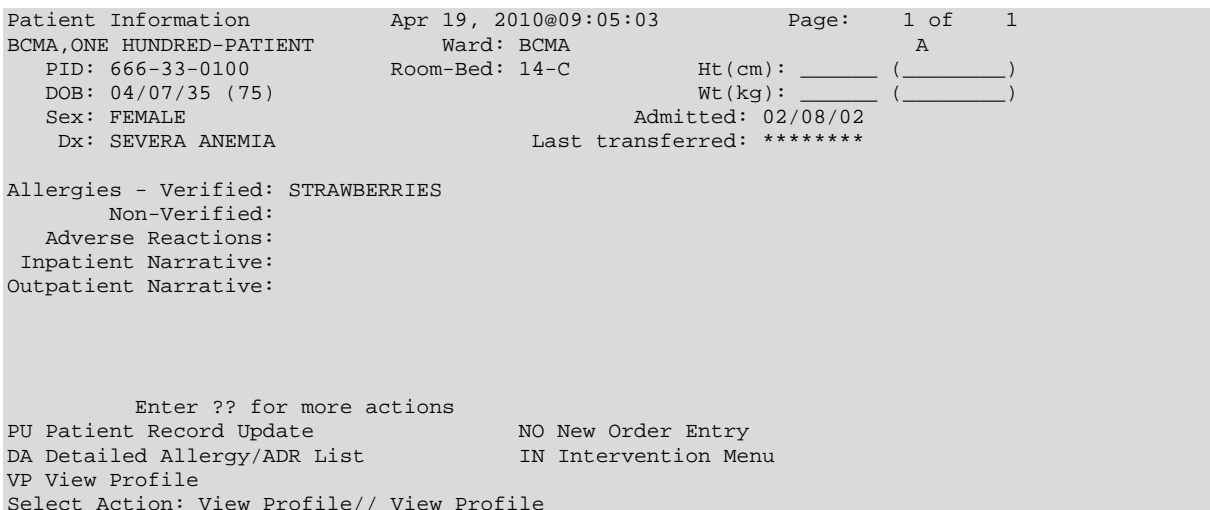 Patient Information Apr 19, 2010@09:05:03 Page: 1 of 1
BCMA,ONE HUNDRED-PATIENT Ward: BCMA A
PID: 666-33-0100 Room-Bed: 14-C Ht(cm): ______ (________)
DOB: 04/07/35 (75) Wt(kg): ______ (________)
Sex: FEMALE Admitted: 02/08/02
Dx: SEVERA ANEMIA Last transferred: ********
Allergies - Verified: STRAWBERRIES
Non-Verified:
Adverse Reactions:
Inpatient Narrative:
Outpatient Narrative:
Enter ?? for more actions
PU Patient Record Update NO New Order Entry
DA Detailed Allergy/ADR List IN Intervention Menu
VP View Profile
Select Action: View Profile// View Profile